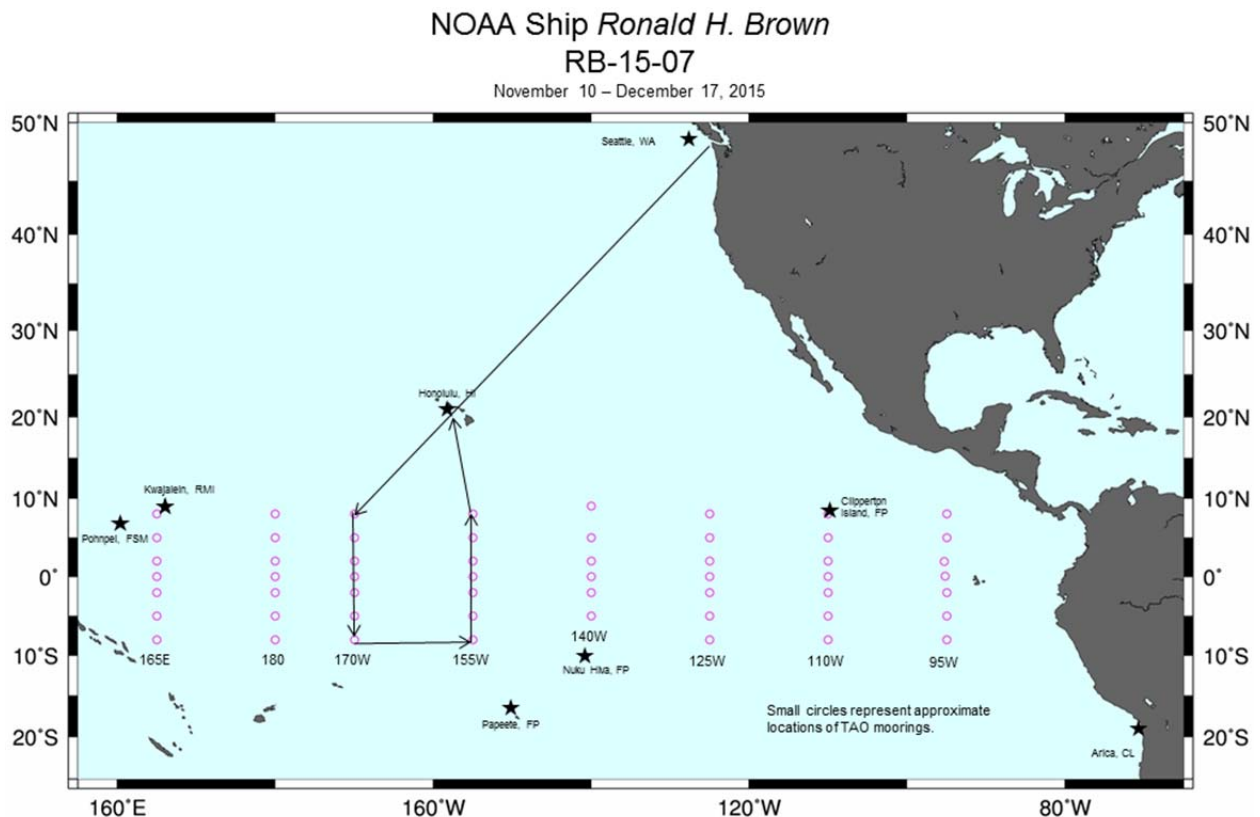 NOAA Ship Ronald H. Brown
RB-15-07
November 10 – December 17, 2015
50°N
50°N
Seattle, WA
40°N
40°N
30°N
30°N
Honolulu, HI
20°N
20°N
Kwajalein, RMI
10°N
Clipperton
Island, FP
10°N
Pohnpei, FSM
0°
0°
140W
165E
180
170W
155W
125W
110W
95W
10°S
10°S
Nuku Hiva, FP
Small circles represent approximate
locations of TAO moorings.
Papeete, FP
20°S
20°S
Arica, CL
160°E
160°W
120°W
80°W